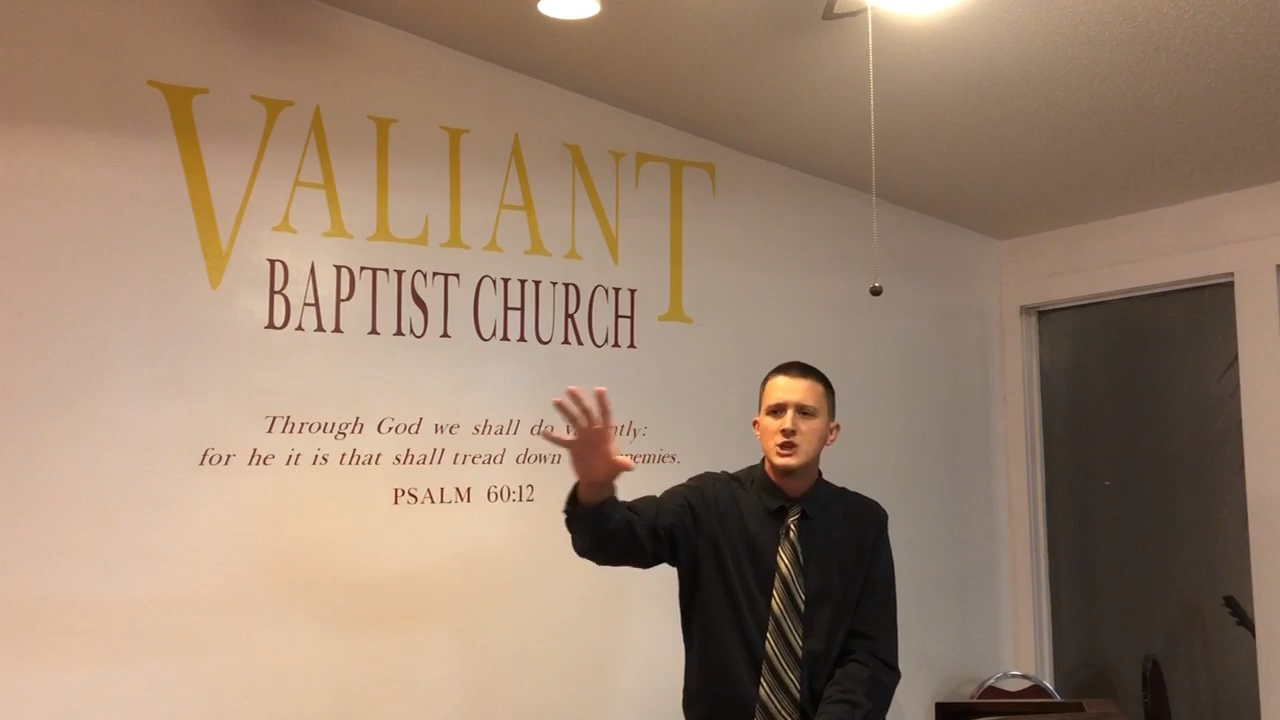 VALIANT
BAPTIST CHURCH
Through God we shall do
for he it is that shall tread down
PSALM 60:12